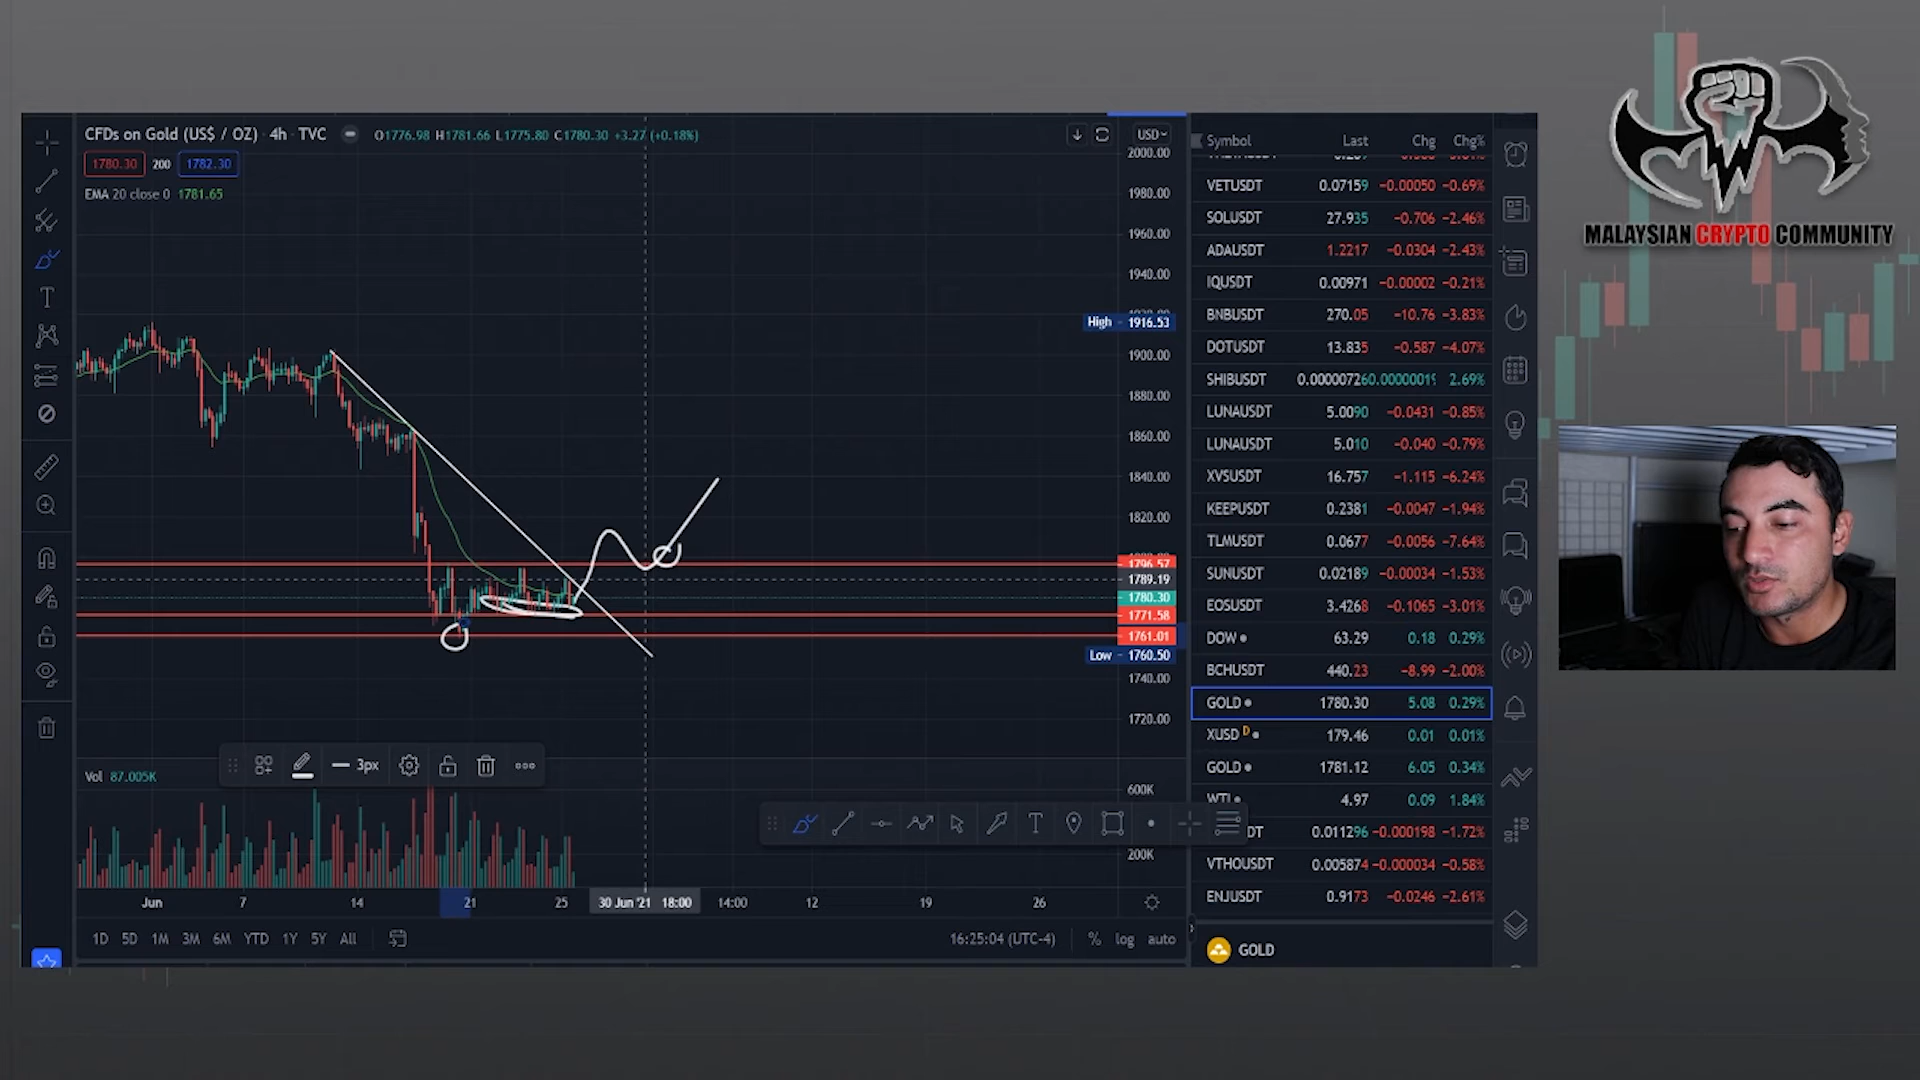 CFDs on Gold (US$ / OZ) · 4h · TVC O1776.98 H1781.66 L1775.80 C1780.30 +3.27 (+0.18%)
1780.30 200 1782.30
EMA 20 close 0 1781.65
USD
2000.00
1980.00
1960.00
1940.00
High 1916.53
1900.00
1880.00
1860.00
1840.00
1820.00
1796.57
1789.19
1780.30
1771.58
1761.01
Low 1760.50
1740.00
1720.00
3px
Vol 87.005K
600K
200K
Jun 7 14 21 25 30 Jun '21 18:00 14:00 12 19 26
1D 5D 1M 3M 6M YTD 1Y 5Y All 16:25:04 (UTC-4) % log auto
Symbol Last Chg Chg%
VETUSDT 0.07159 −0.00050 −0.69%
SOLUSDT 27.935 −0.706 −2.46%
ADAUSDT 1.2217 −0.0304 −2.43%
IQUSDT 0.00971 −0.00002 −0.21%
BNBUSDT 270.05 −10.76 −3.83%
DOTUSDT 13.835 −0.587 −4.07%
SHIBUSDT 2.69%
LUNAUSDT 5.0090 −0.0431 −0.85%
LUNAUSDT 5.010 −0.040 −0.79%
XVSUSDT 16.757 −1.115 −6.24%
KEEPUSDT 0.2381 −0.0047 −1.94%
TLMUSDT 0.0677 −0.0056 −7.64%
SUNUSDT 0.02189 −0.00034 −1.53%
EOSUSDT 3.4268 −0.1065 −3.01%
DOW 63.29 0.18 0.29%
BCHUSDT 440.23 −8.99 −2.00%
GOLD 1780.30 5.08 0.29%
XUSD D 179.46 0.01 0.01%
GOLD 1781.12 6.05 0.34%
WTI 4.97 0.09 1.84%
DT 0.011296 −0.000198 −1.72%
VTHOUSDT 0.005874 −0.000034 −0.58%
ENJUSDT 0.9173 −0.0246 −2.61%
GOLD
MALAYSIAN CRYPTO COMMUNITY